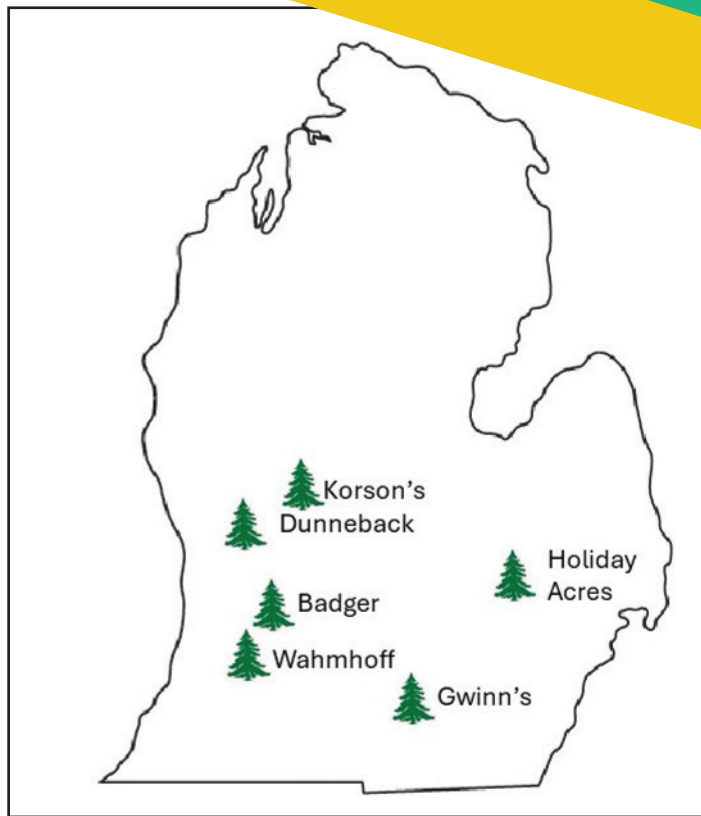 Korson’s
Dunneback
Holiday
Acres
Badger
Wahmhoff
Gwinn’s